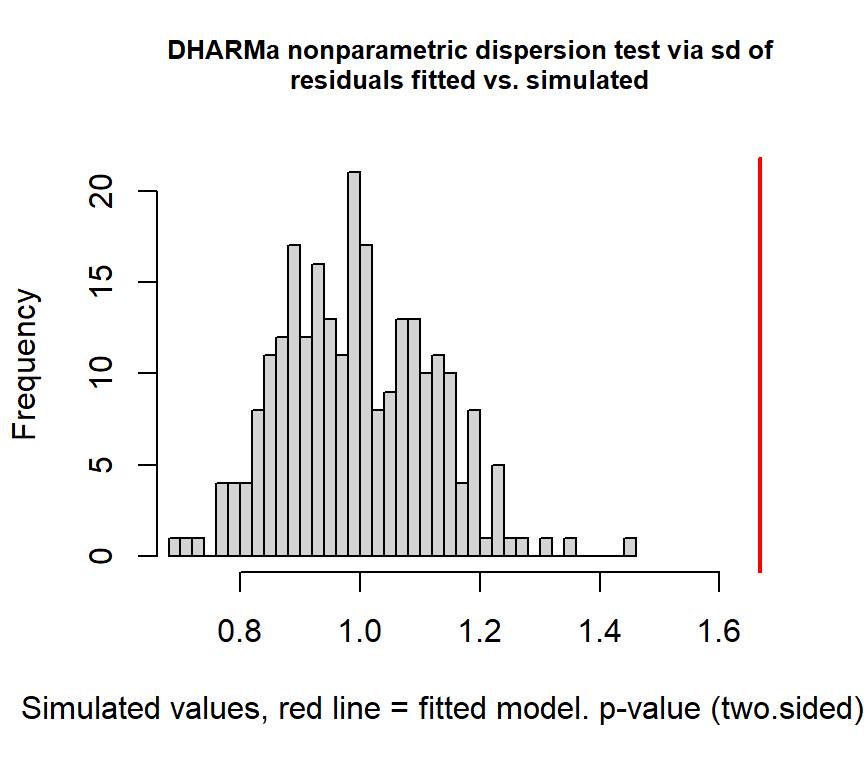 DHARMa nonparametric dispersion test via sd of
residuals fitted vs. simulated
Frequency
20
15
10
5
0
0.8 1.0 1.2 1.4 1.6
Simulated values, red line = fitted model. p-value (two.sided)